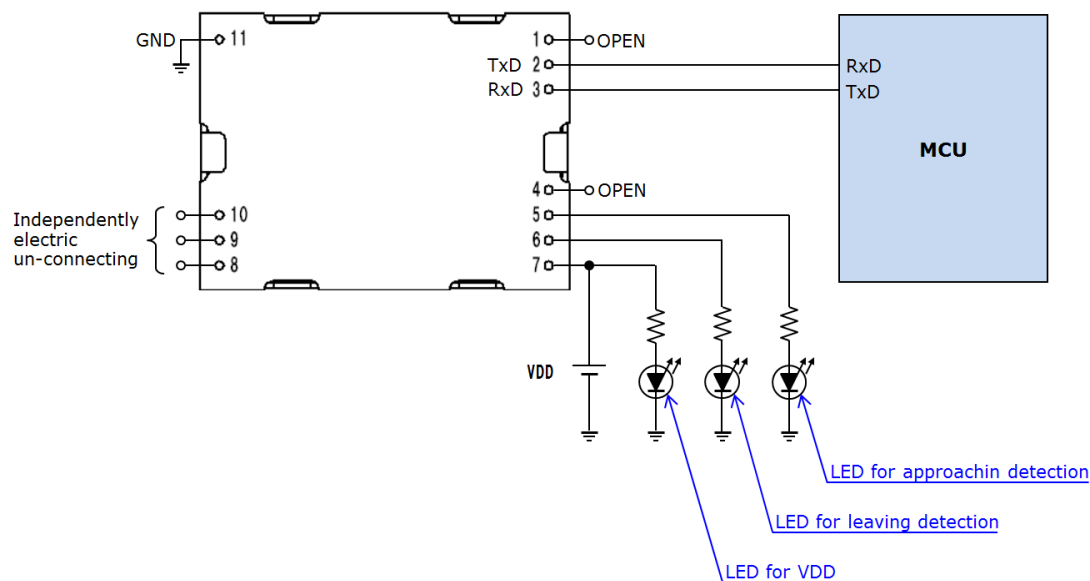 GND
11
1
OPEN
TxD
2
RxD
RxD
3
TxD
MCU
4
OPEN
Independently
electric
un-connecting
10
9
8
5
6
7
VDD
LED for approachin detection
LED for leaving detection
LED for VDD